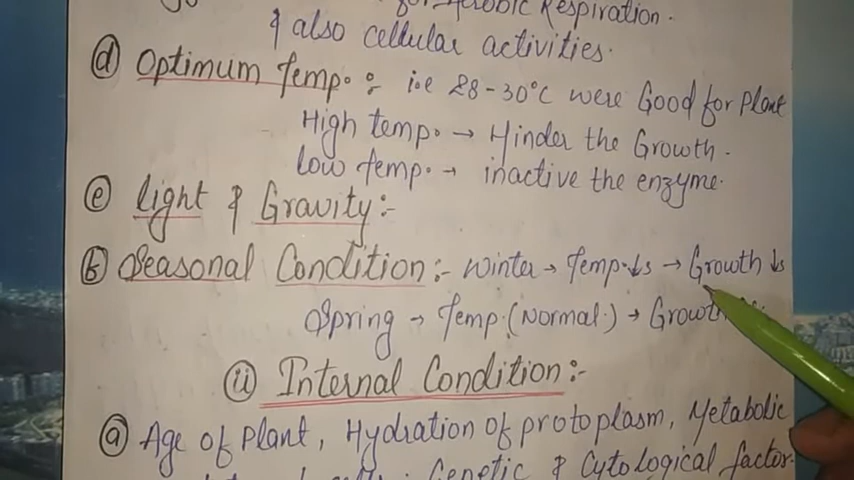 for Aerobic Respiration.
& also cellular activities.
(d) Optimum Temp. : i.e 28-30°C were Good for Plant
High temp. → Hinder the Growth.
Low temp. → inactive the enzyme.
(e) light & Gravity:-
(f) Seasonal Condition:- Winter → Temp.↓s → Growth ↓s
Spring → Temp.(Normal.) → Growth
(ii) Internal Condition:-
(a) Age of Plant, Hydration of protoplasm, Metabolic
Genetic & Cytological factor.